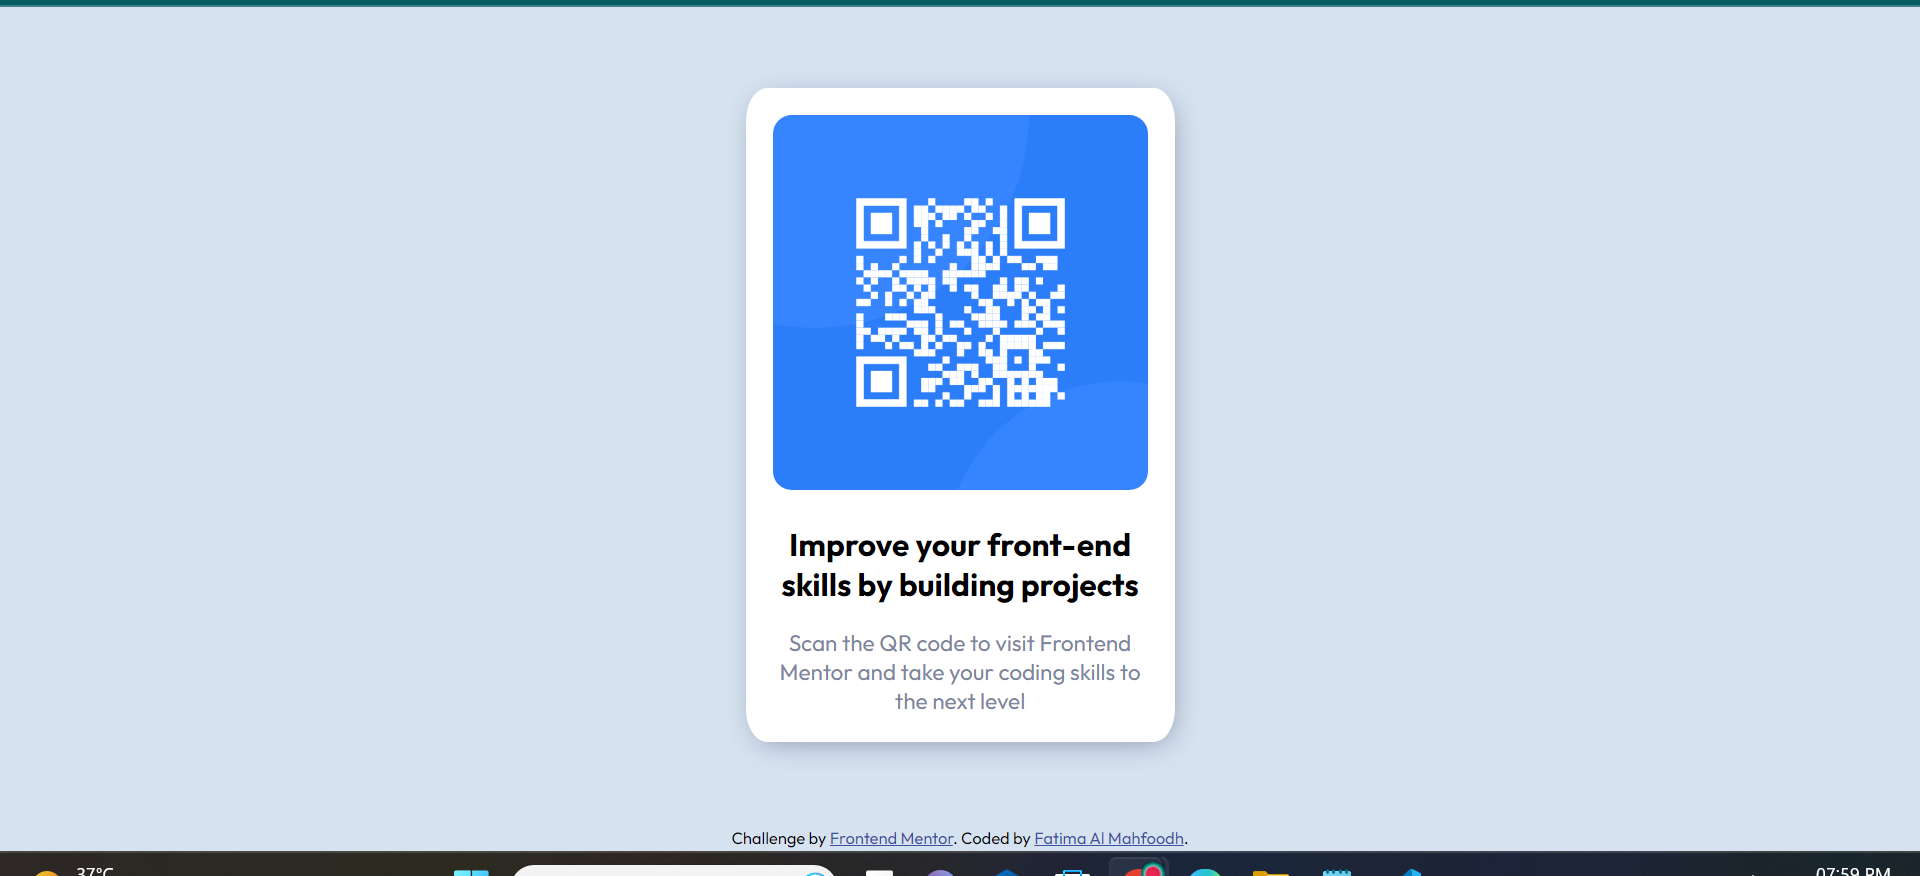 Improve your front-end
skills by building projects
Scan the QR code to visit Frontend
Mentor and take your coding skills to
the next level
Challenge by Frontend Mentor. Coded by Fatima Al Mahfoodh.
37°C
07:59 PM